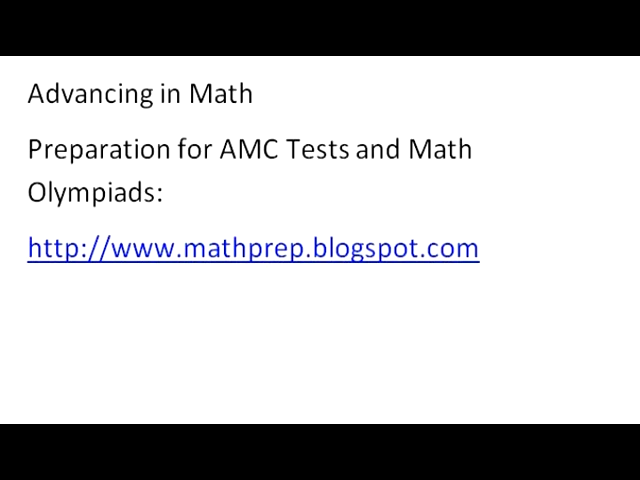 Advancing in Math
Preparation for AMC Tests and Math
Olympiads:
http://www.mathprep.blogspot.com